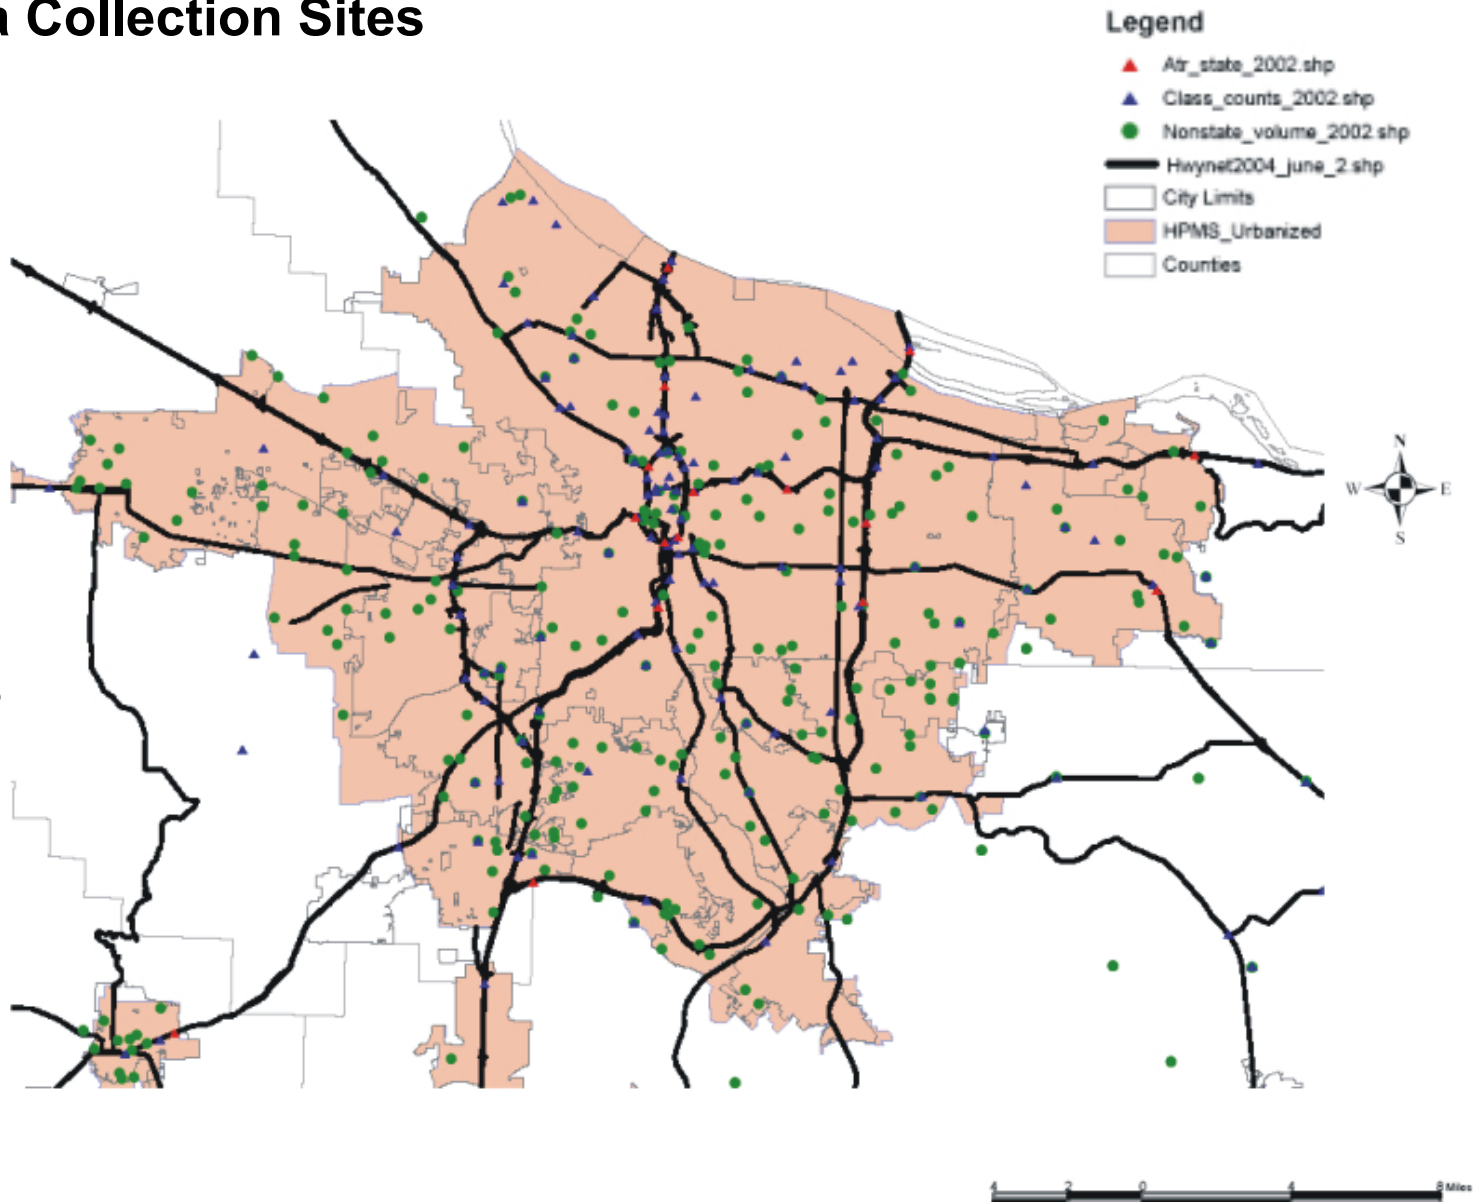 a Collection Sites
Legend
Atr_state_2002.shp
Class_counts_2002.shp
Nonstate_volume_2002.shp
Hwynet2004_june_2.shp
City Limits
HPMS_Urbanized
Counties
N
W E
S
4 2 0 4 8 Miles